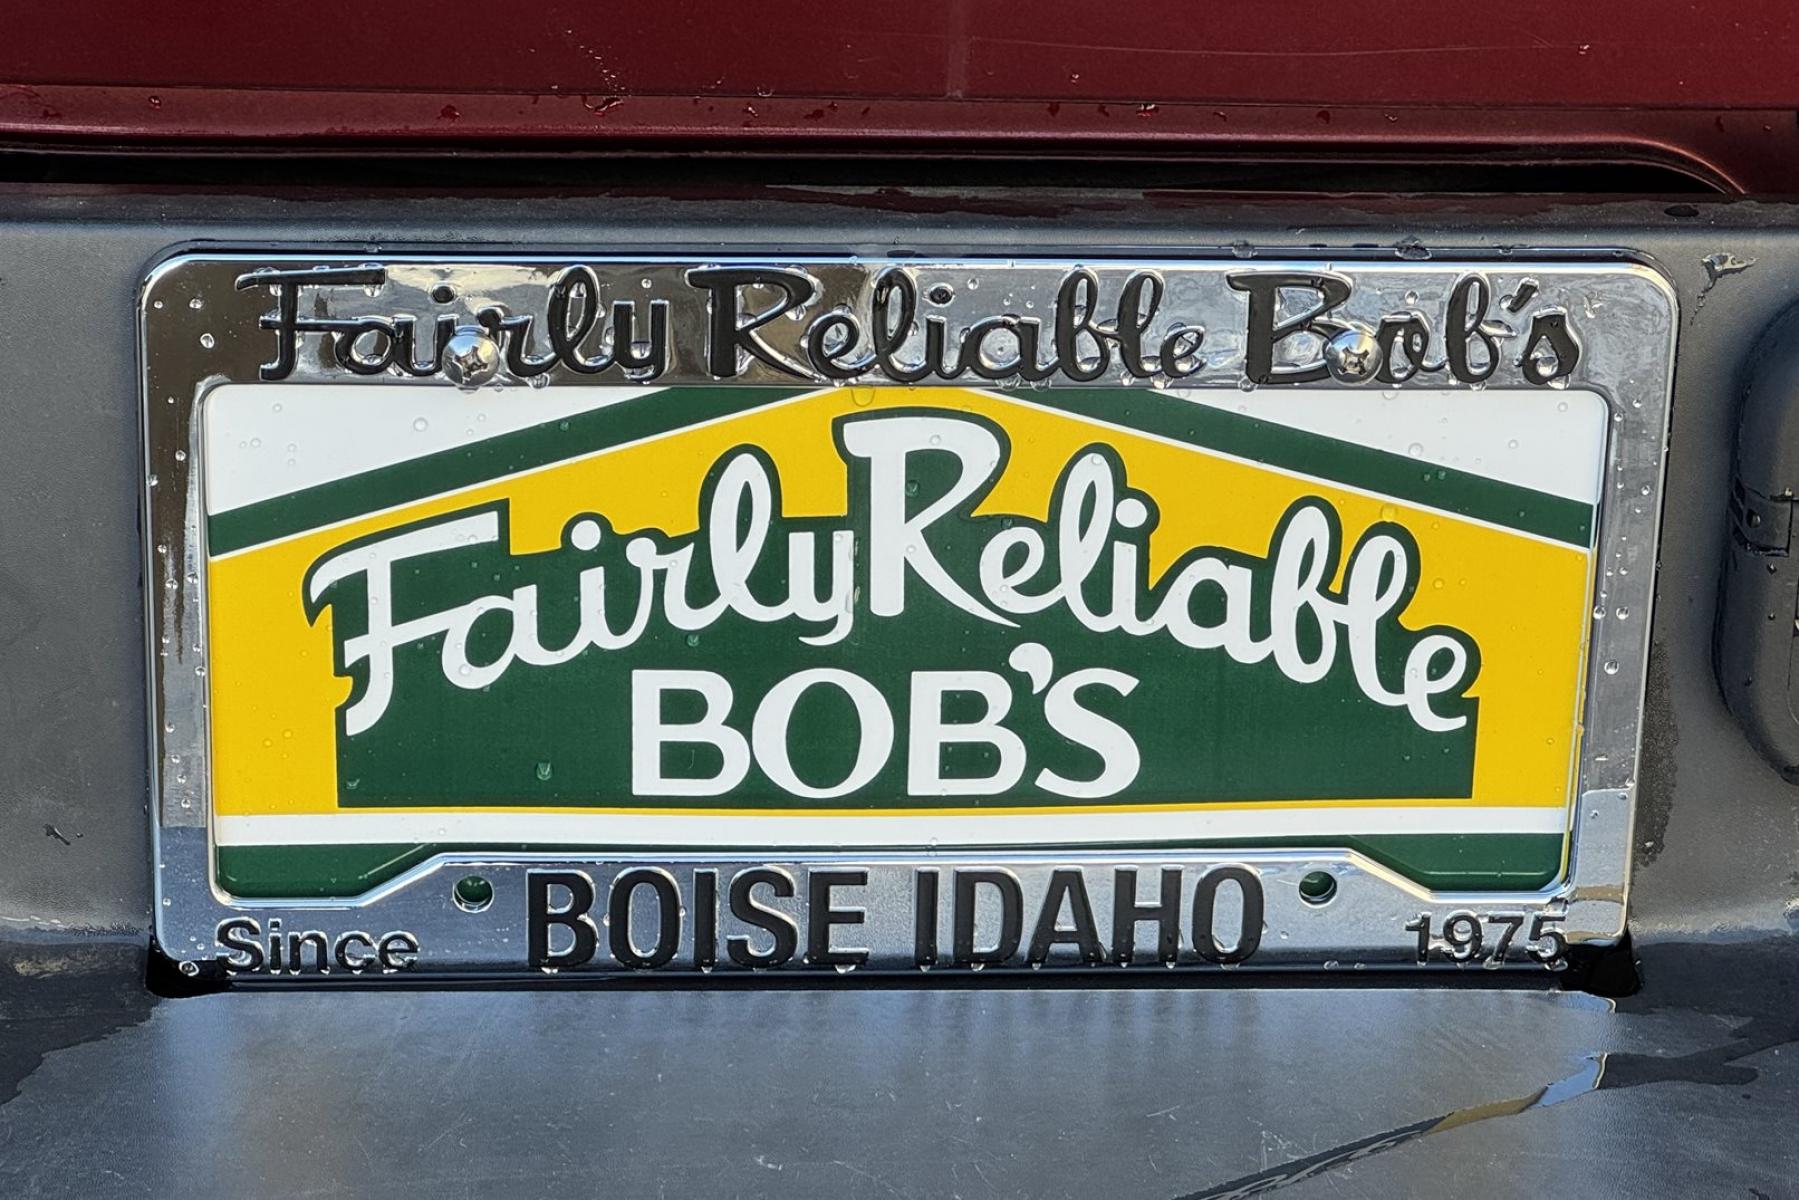 Fairly Reliable Bob's
Fairly Reliable
BOB'S
Since BOISE IDAHO 1975